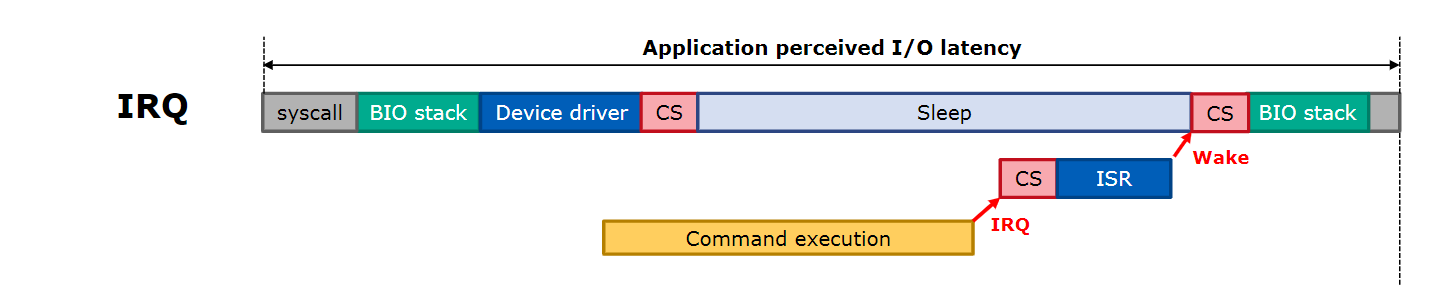 Application perceived I/O latency
IRQ
syscall BIO stack Device driver CS Sleep CS BIO stack
Wake
CS ISR
IRQ
Command execution